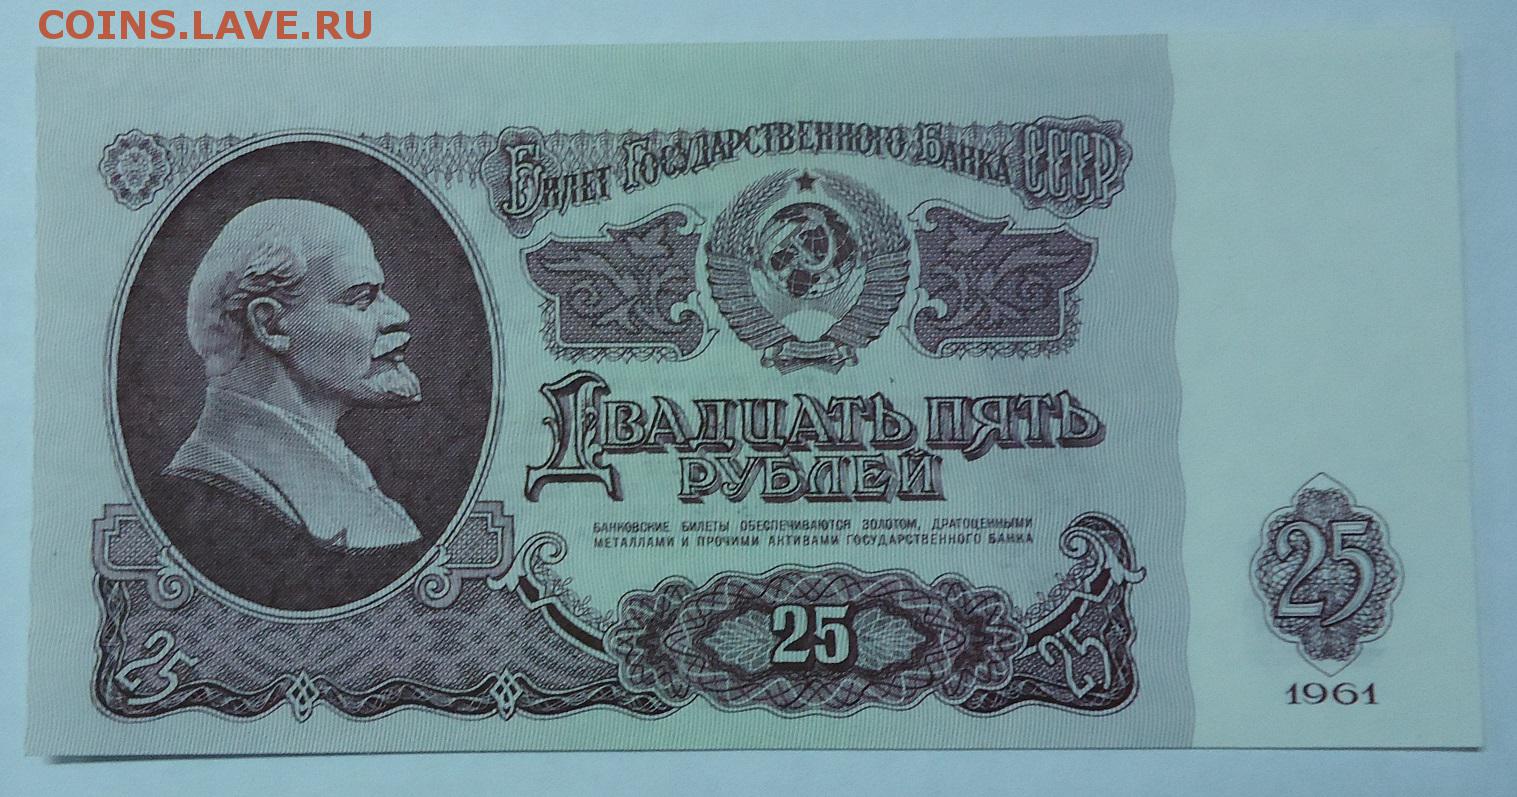 COINS.LAVE.RU
Билет Государственного Банка СССР
Двадцать пять
рублей
БАНКОВСКИЕ БИЛЕТЫ ОБЕСПЕЧИВАЮТСЯ ЗОЛОТОМ, ДРАГОЦЕННЫМИ
МЕТАЛЛАМИ И ПРОЧИМИ АКТИВАМИ ГОСУДАРСТВЕННОГО БАНКА
25
25
25
25
1961